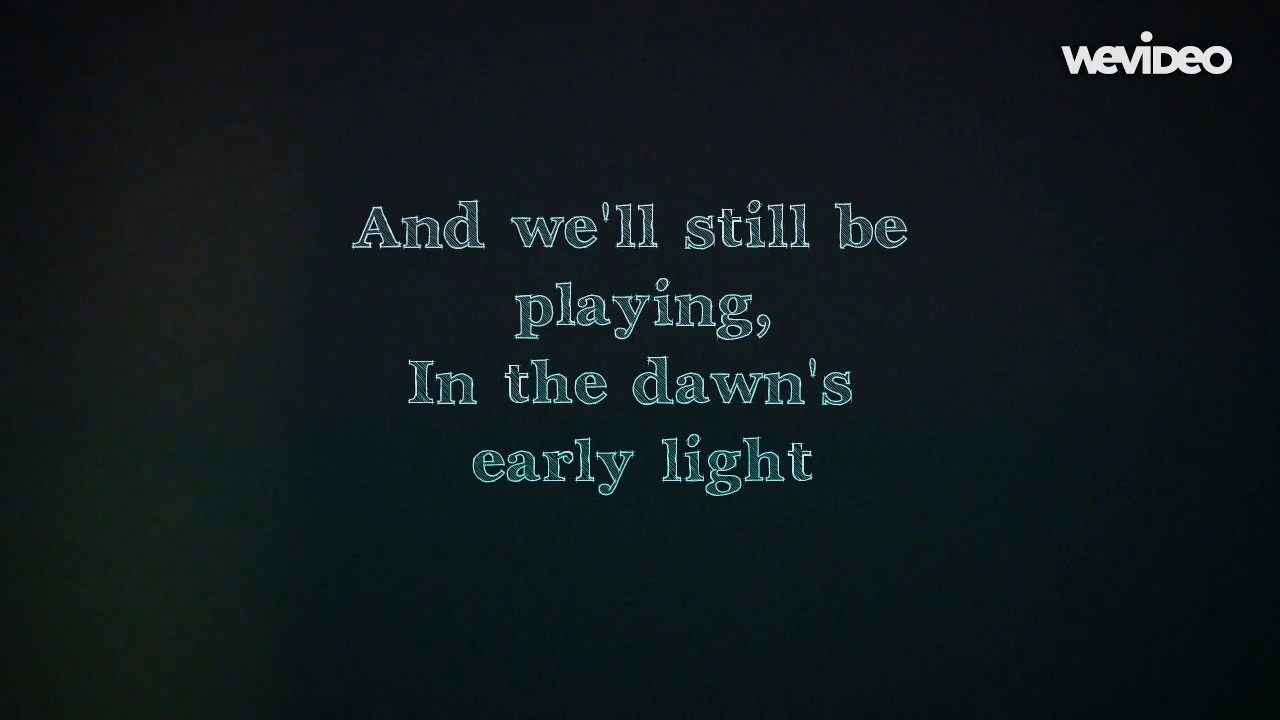 wevideo
And we'll still be
playing,
In the dawn's
early light